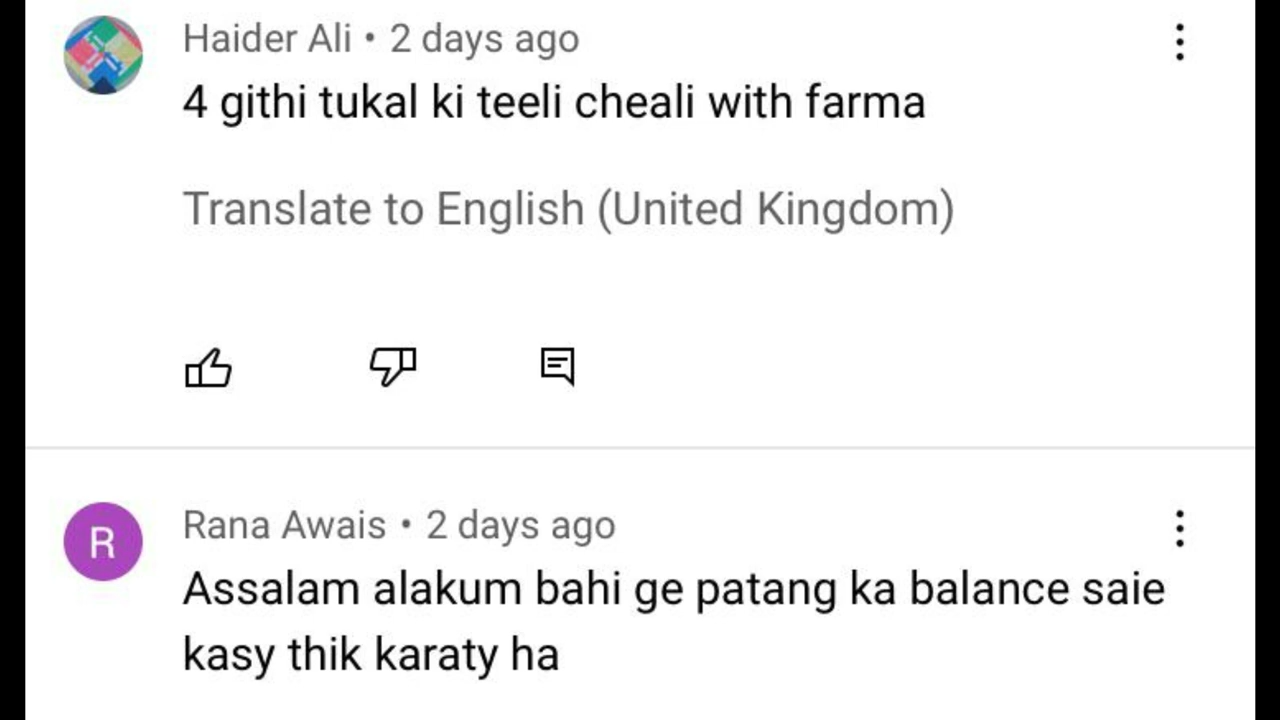 Haider Ali • 2 days ago
4 githi tukal ki teeli cheali with farma
Translate to English (United Kingdom)
R
Rana Awais • 2 days ago
Assalam alakum bahi ge patang ka balance saie
kasy thik karaty ha